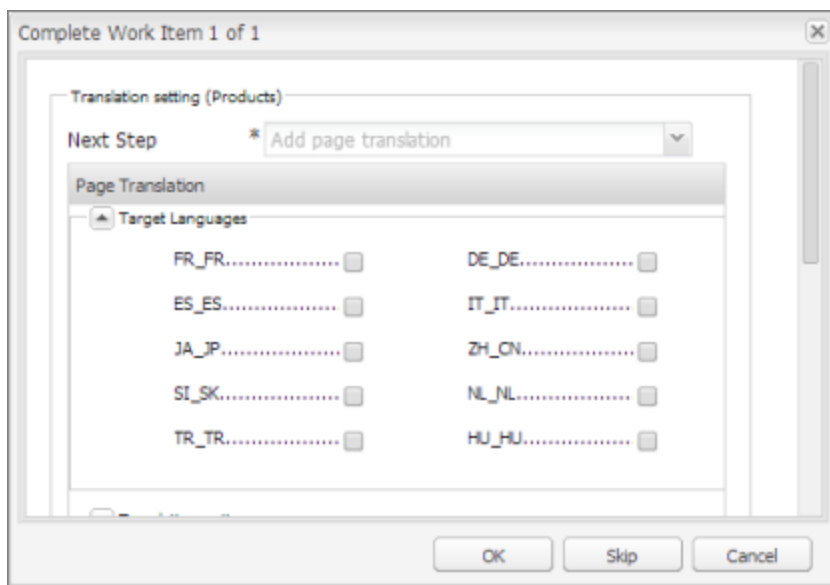 Complete Work Item 1 of 1
Translation setting (Products)
Next Step * Add page translation
Page Translation
Target Languages
FR_FR.................. DE_DE..................
ES_ES.................. IT_IT...................
JA_JP................... ZH_CN.................
SI_SK................... NL_NL..................
TR_TR.................. HU_HU.................
OK Skip Cancel